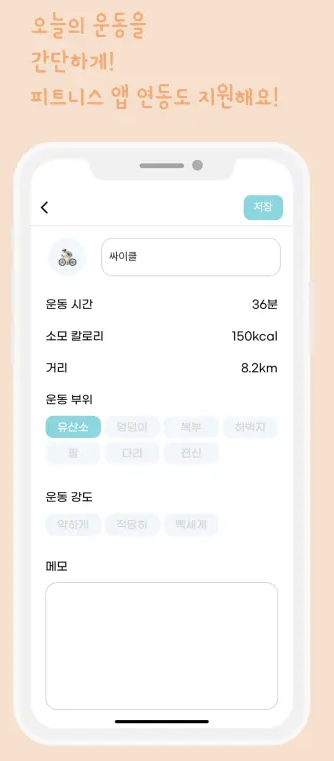 오늘의 운동을
간단하게!
피트니스 앱 연동도 지원해요!
저장
싸이클
운동 시간 36분
소모 칼로리 150kcal
거리 8.2km
운동 부위
유산소 엉덩이 복부 허벅지
팔 다리 전신
운동 강도
약하게 적당히 빡세게
메모